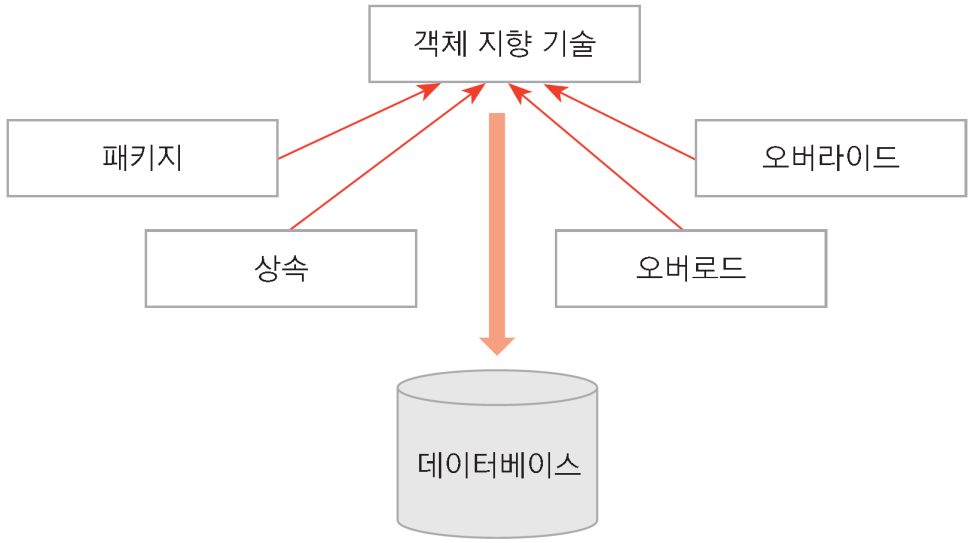 객체 지향 기술
패키지
오버라이드
상속
오버로드
데이터베이스